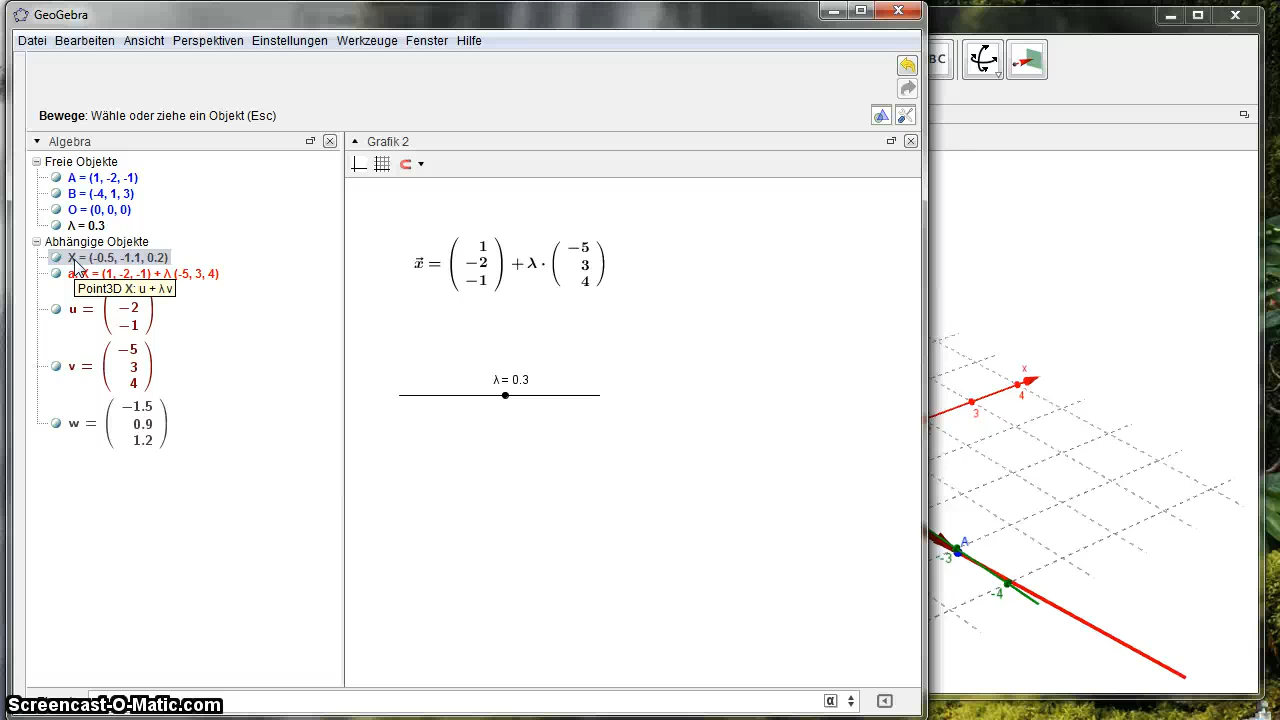 GeoGebra
Datei Bearbeiten Ansicht Perspektiven Einstellungen Werkzeuge Fenster Hilfe
BC
Bewege: Wähle oder ziehe ein Objekt (Esc)
Algebra
Grafik 2
Freie Objekte
A = (1, -2, -1)
B = (-4, 1, 3)
O = (0, 0, 0)
λ = 0.3
Abhängige Objekte
X = (-0.5, -1.1, 0.2)
X = (1, -2, -1) + λ (-5, 3, 4)
Point3D X: u + λ v
u =
−2
−1
v =
−5
3
4
w =
−1.5
0.9
1.2
x⃗ = ( 1 −2 −1 ) + λ · ( −5 3 4 )
λ = 0.3
x
4
3
A
-3
-4
α
Screencast-O-Matic.com